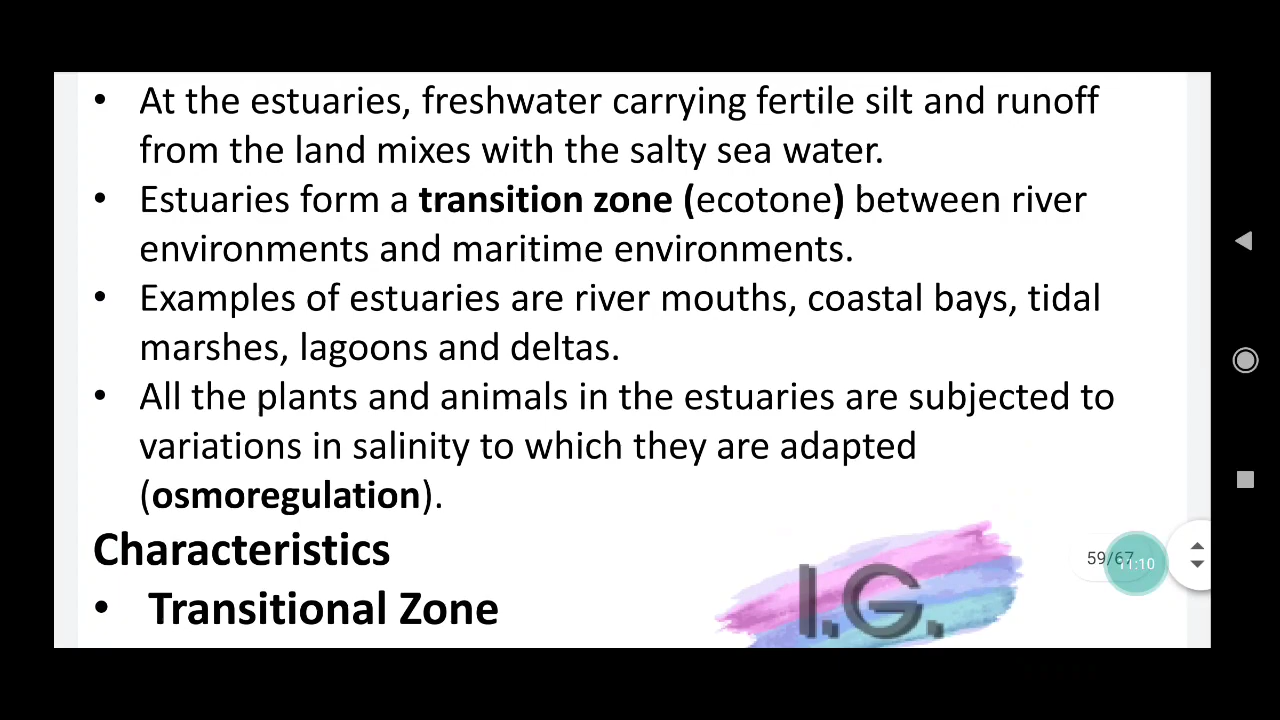 • At the estuaries, freshwater carrying fertile silt and runoff
from the land mixes with the salty sea water.
• Estuaries form a transition zone (ecotone) between river
environments and maritime environments.
• Examples of estuaries are river mouths, coastal bays, tidal
marshes, lagoons and deltas.
• All the plants and animals in the estuaries are subjected to
variations in salinity to which they are adapted
(osmoregulation).
Characteristics
• Transitional Zone
I.G.
59/67
11:10